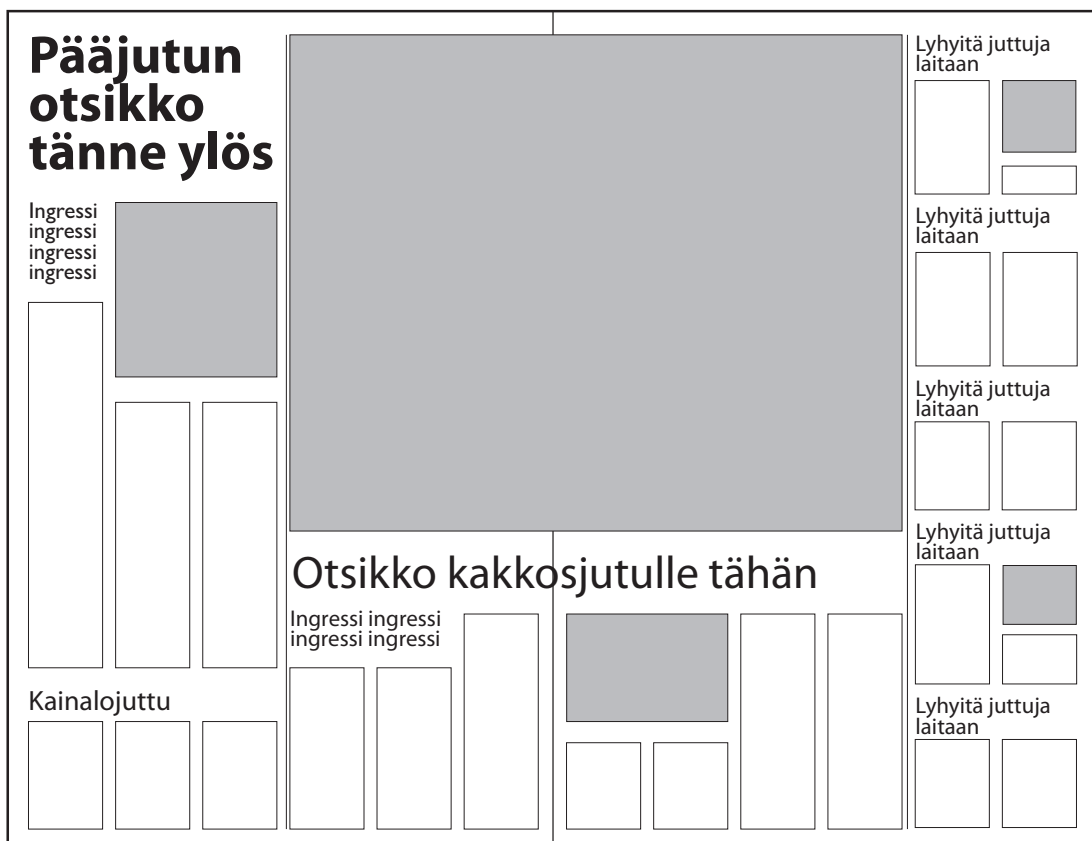 Pääjutun
otsikko
tänne ylös
Ingressi
ingressi
ingressi
ingressi
Kainalojuttu
Otsikko kakkosjutulle tähän
Ingressi ingressi
ingressi ingressi
Lyhyitä juttuja
laitaan
Lyhyitä juttuja
laitaan
Lyhyitä juttuja
laitaan
Lyhyitä juttuja
laitaan
Lyhyitä juttuja
laitaan